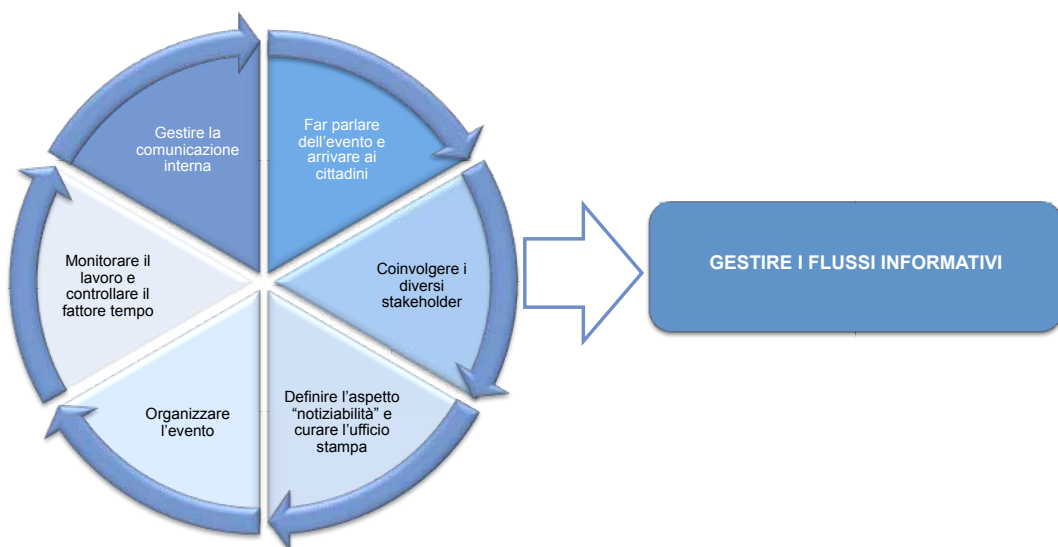 Far parlare
dell'evento e
arrivare ai
cittadini
Coinvolgere i
diversi
stakeholder
Definire l'aspetto
“notiziabilità” e
curare l'ufficio
stampa
Organizzare
l'evento
Monitorare il
lavoro e
controllare il
fattore tempo
Gestire la
comunicazione
interna
GESTIRE I FLUSSI INFORMATIVI